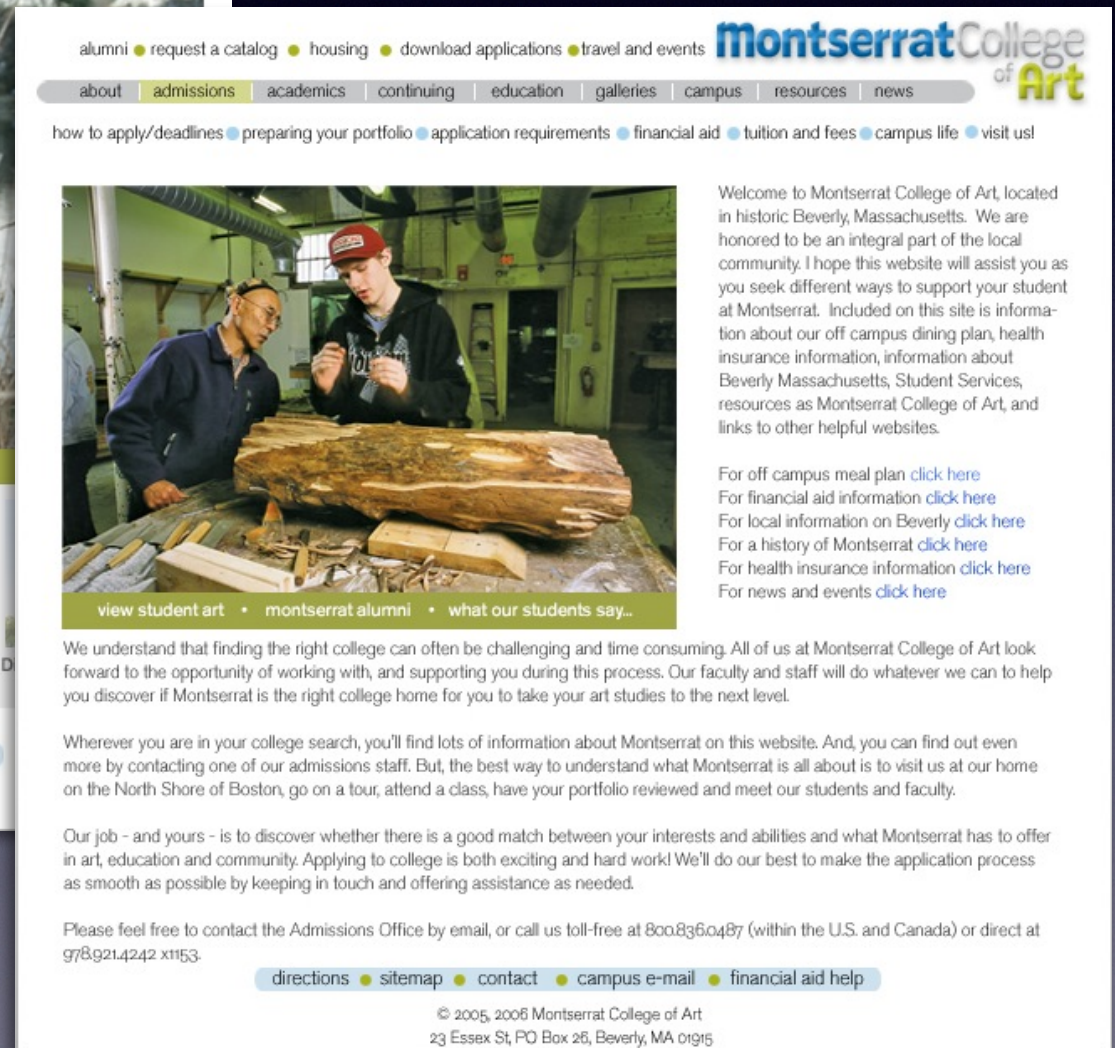 alumni ● request a catalog ● housing ● download applications ● travel and events
Montserrat College
of Art
about | admissions | academics | continuing | education | galleries | campus | resources | news
how to apply/deadlines ● preparing your portfolio ● application requirements ● financial aid ● tuition and fees ● campus life ● visit us!
Welcome to Montserrat College of Art, located
in historic Beverly, Massachusetts.  We are
honored to be an integral part of the local
community. I hope this website will assist you as
you seek different ways to support your student
at Montserrat.  Included on this site is informa-
tion about our off campus dining plan, health
insurance information, information about
Beverly Massachusetts, Student Services,
resources as Montserrat College of Art, and
links to other helpful websites.
For off campus meal plan click here
For financial aid information click here
For local information on Beverly click here
For a history of Montserrat click here
For health insurance information click here
For news and events click here
view student art • montserrat alumni • what our students say...
We understand that finding the right college can often be challenging and time consuming. All of us at Montserrat College of Art look
forward to the opportunity of working with, and supporting you during this process. Our faculty and staff will do whatever we can to help
you discover if Montserrat is the right college home for you to take your art studies to the next level.
Wherever you are in your college search, you'll find lots of information about Montserrat on this website. And, you can find out even
more by contacting one of our admissions staff. But, the best way to understand what Montserrat is all about is to visit us at our home
on the North Shore of Boston, go on a tour, attend a class, have your portfolio reviewed and meet our students and faculty.
Our job - and yours - is to discover whether there is a good match between your interests and abilities and what Montserrat has to offer
in art, education and community. Applying to college is both exciting and hard work! We'll do our best to make the application process
as smooth as possible by keeping in touch and offering assistance as needed.
Please feel free to contact the Admissions Office by email, or call us toll-free at 800.836.0487 (within the U.S. and Canada) or direct at
978.921.4242 x1153.
directions ● sitemap ● contact ● campus e-mail ● financial aid help
© 2005, 2006 Montserrat College of Art
23 Essex St, PO Box 26, Beverly, MA 01915